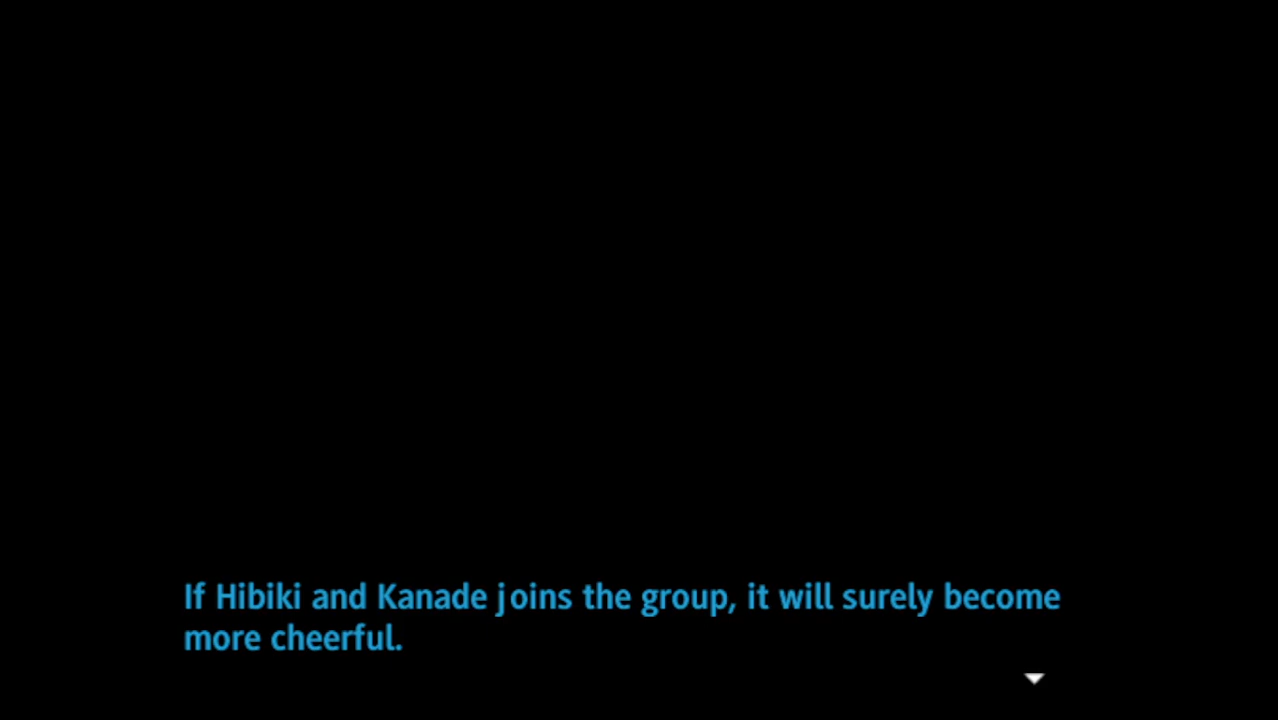 If Hibiki and Kanade joins the group, it will surely become
more cheerful.